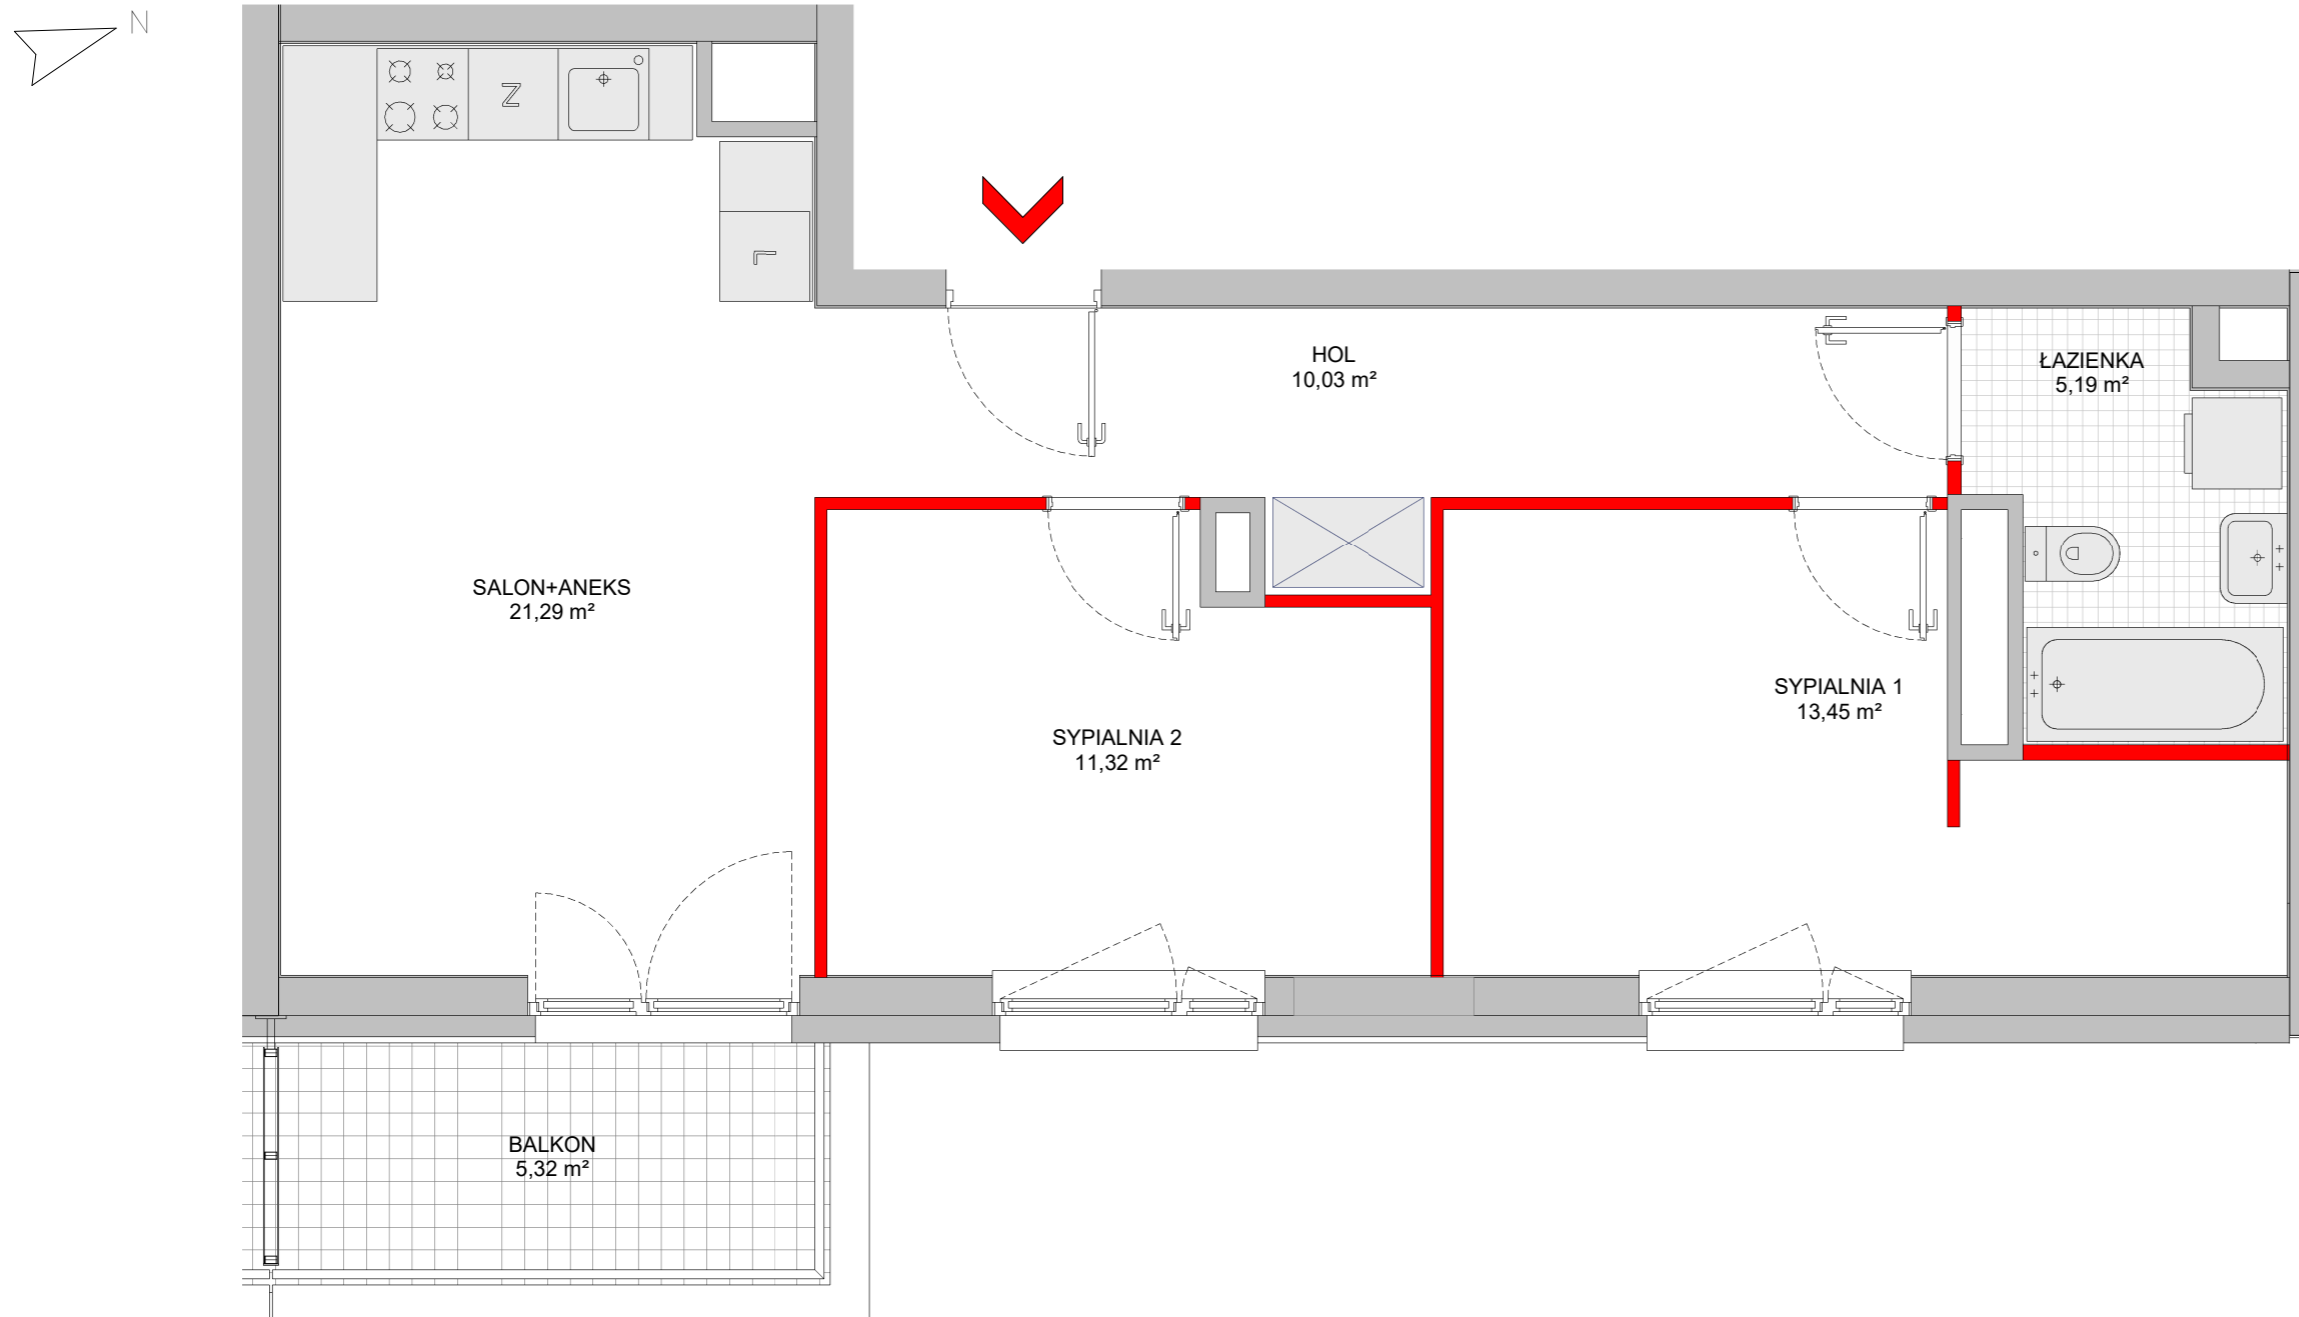 N
Z
L
HOL
10,03 m²
ŁAZIENKA
5,19 m²
SALON+ANEKS
21,29 m²
SYPIALNIA 1
13,45 m²
SYPIALNIA 2
11,32 m²
BALKON
5,32 m²